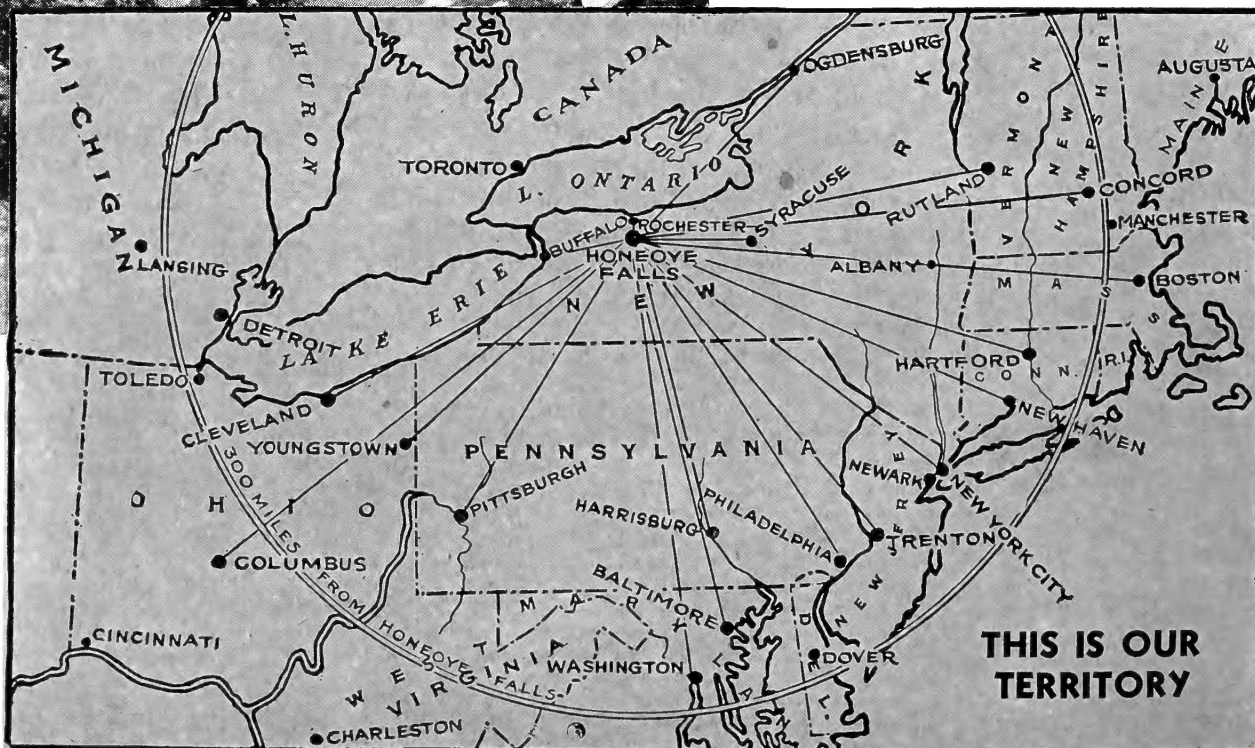 MICHIGAN
L. HURON
CANADA
OGDENSBURG
NEW YORK
VERMONT
NEW HAMPSHIRE
MAINE
AUGUSTA
TORONTO
L. ONTARIO
SYRACUSE
RUTLAND
CONCORD
BUFFALO
ROCHESTER
MANCHESTER
HONEOYE
FALLS
LANSING
ALBANY
MASS
BOSTON
DETROIT
LAKE ERIE
HARTFORD
CONN.
R.I.
TOLEDO
CLEVELAND
NEW HAVEN
YOUNGSTOWN
PENNSYLVANIA
NEWARK
NEW YORK CITY
OHIO
PITTSBURGH
HARRISBURG
PHILADELPHIA
TRENTON
NEW JERSEY
COLUMBUS
300 MILES FROM HONEOYE FALLS
BALTIMORE
MARYLAND
DEL.
CINCINNATI
WEST
VIRGINIA
WASHINGTON
DOVER
CHARLESTON
THIS IS OUR
TERRITORY